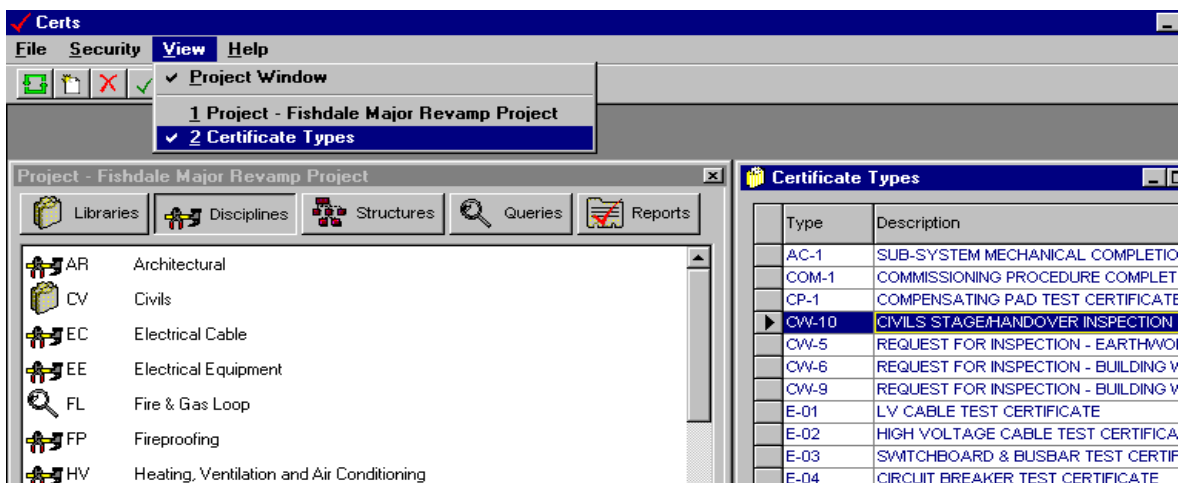 Certs
File Security View Help
Project Window
1 Project - Fishdale Major Revamp Project
2 Certificate Types
Project - Fishdale Major Revamp Project
Libraries Disciplines Structures Queries Reports
AR Architectural
CV Civils
EC Electrical Cable
EE Electrical Equipment
FL Fire & Gas Loop
FP Fireproofing
HV Heating, Ventilation and Air Conditioning
Certificate Types
Type Description
AC-1 SUB-SYSTEM MECHANICAL COMPLETIO
COM-1 COMMISSIONING PROCEDURE COMPLET
CP-1 COMPENSATING PAD TEST CERTIFICATE
CW-10 CIVILS STAGE/HANDOVER INSPECTION
CW-5 REQUEST FOR INSPECTION - EARTHWO
CW-6 REQUEST FOR INSPECTION - BUILDING W
CW-9 REQUEST FOR INSPECTION - BUILDING W
E-01 LV CABLE TEST CERTIFICATE
E-02 HIGH VOLTAGE CABLE TEST CERTIFICA
E-03 SWITCHBOARD & BUSBAR TEST CERTIF
E-04 CIRCUIT BREAKER TEST CERTIFICATE